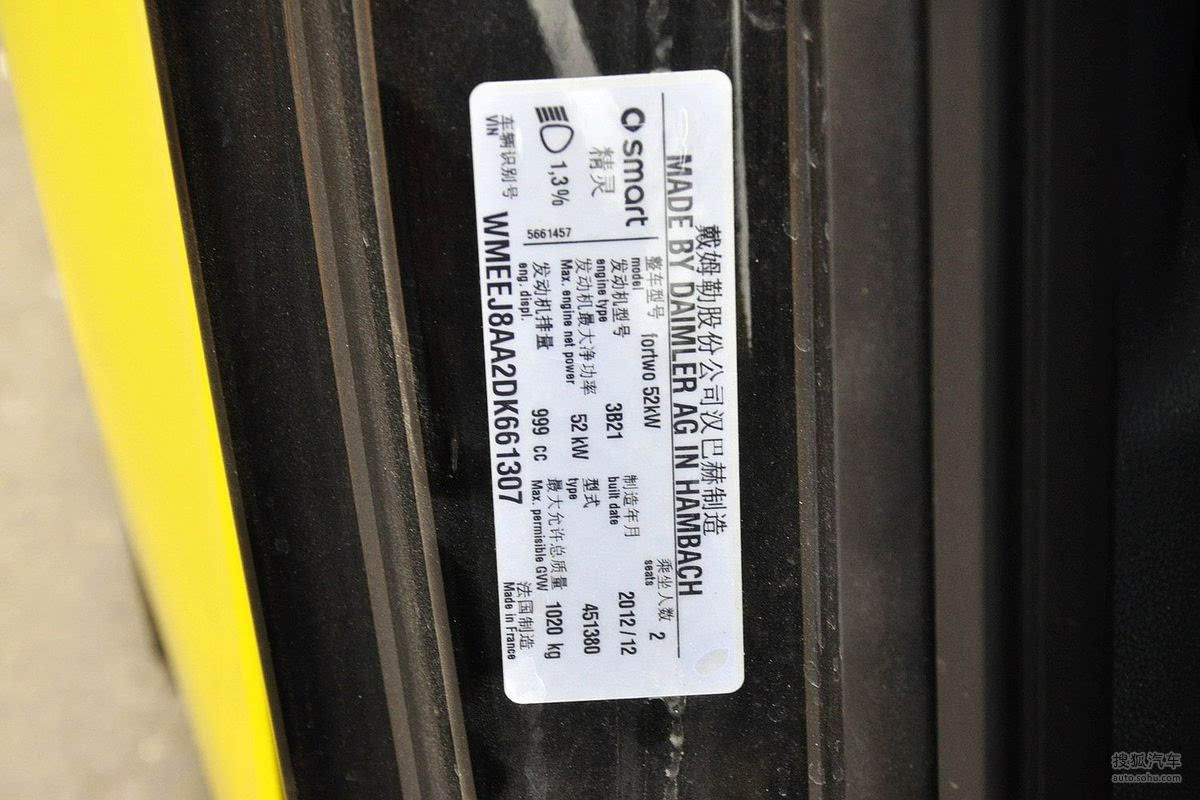 戴姆勒股份公司汉巴赫制造
MADE BY DAIMLER AG IN HAMBACH
smart
精灵
1,3%
5661457
整车型号 fortwo 52kW
model
乘坐人数 2
seats
发动机型号 3B21
engine type
制造年月 2012/12
built date
发动机最大净功率 52 kW
Max. engine net power
型式 451380
type
发动机排量 999 cc
eng. displ.
最大允许总质量 1020 kg
Max. permisible GVW
车辆识别号
VIN
WMEEJ8AA2DK661307
法国制造
Made in France
搜狐汽车
auto.sohu.com